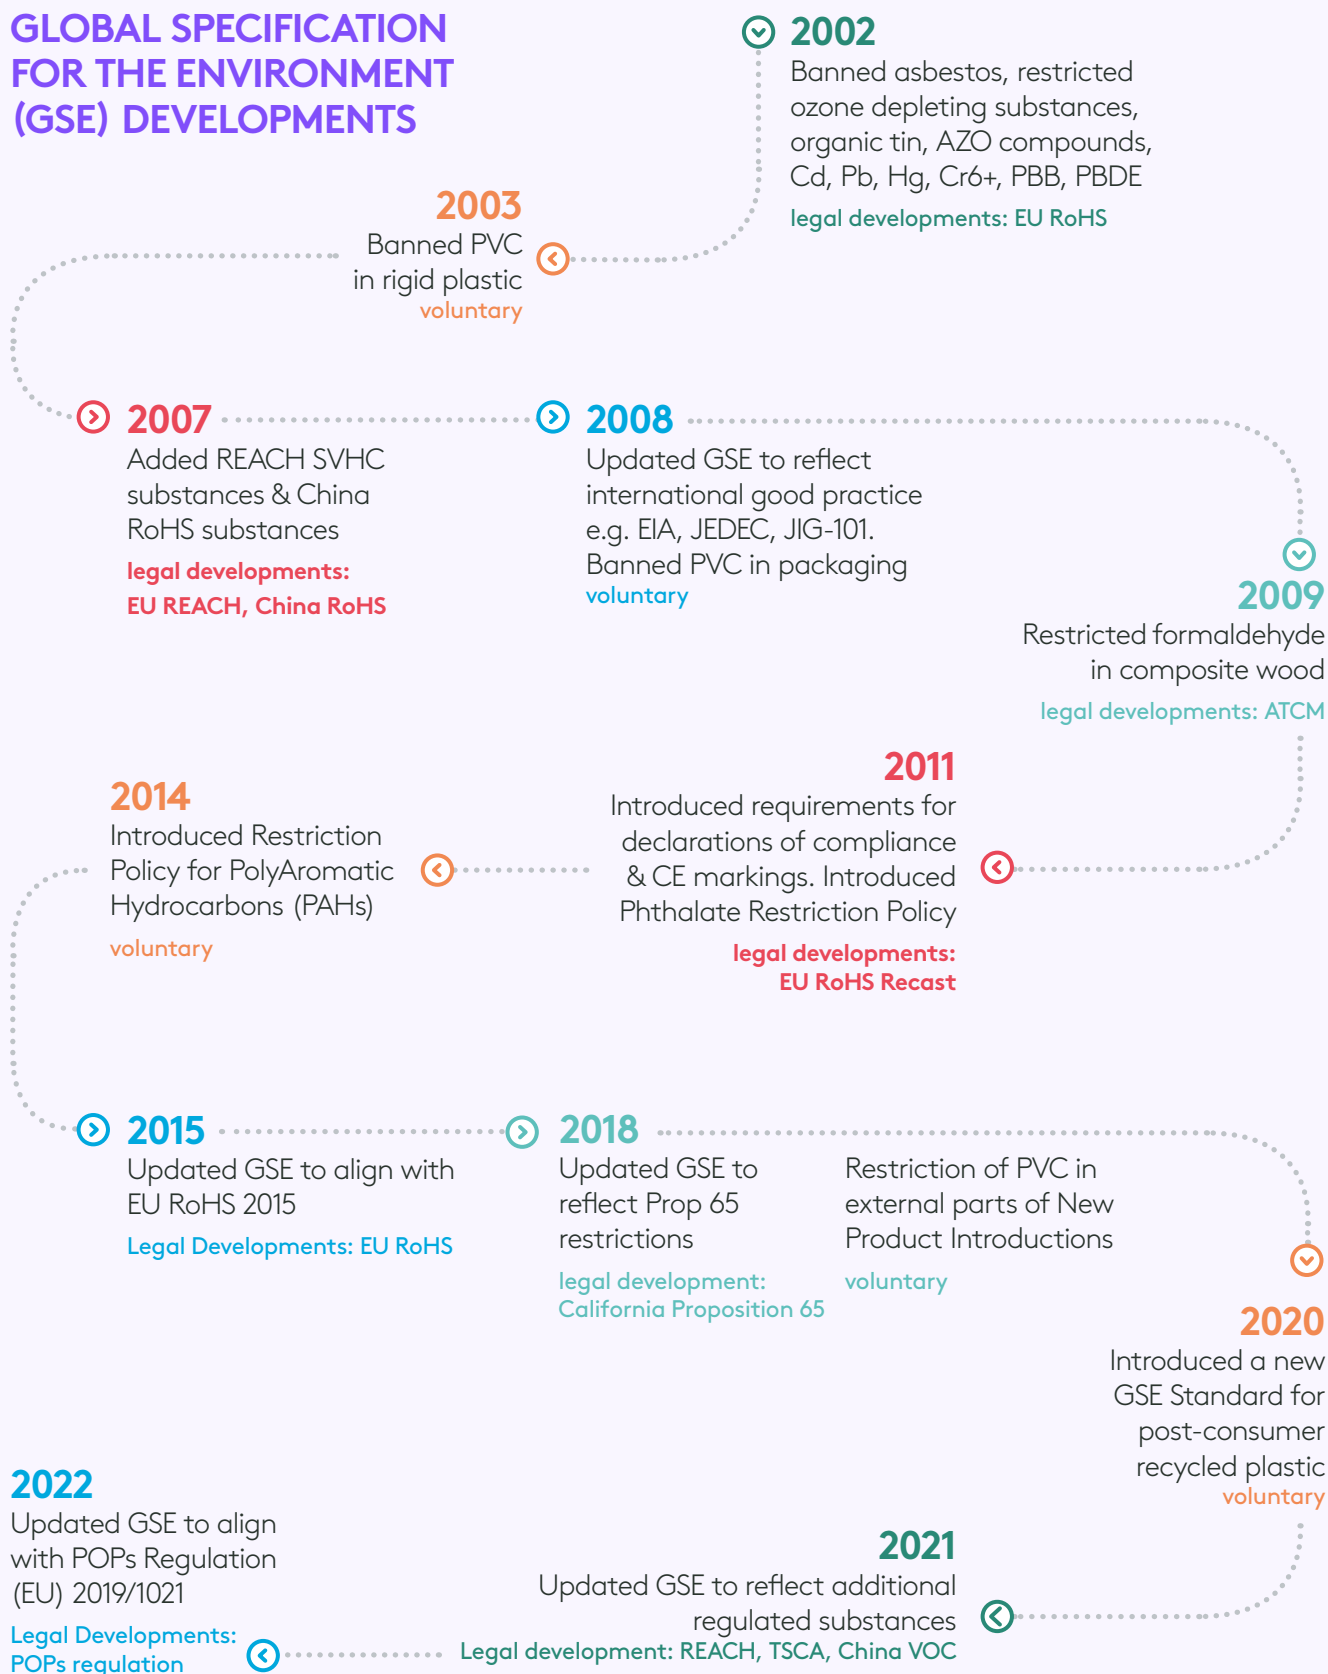 GLOBAL SPECIFICATION
FOR THE ENVIRONMENT
(GSE) DEVELOPMENTS
2002
Banned asbestos, restricted
ozone depleting substances,
organic tin, AZO compounds,
Cd, Pb, Hg, Cr6+, PBB, PBDE
legal developments: EU RoHS
2003
Banned PVC
in rigid plastic
voluntary
2007
Added REACH SVHC
substances & China
RoHS substances
legal developments:
EU REACH, China RoHS
2008
Updated GSE to reflect
international good practice
e.g. EIA, JEDEC, JIG-101.
Banned PVC in packaging
voluntary
2009
Restricted formaldehyde
in composite wood
legal developments: ATCM
2011
Introduced requirements for
declarations of compliance
& CE markings. Introduced
Phthalate Restriction Policy
legal developments:
EU RoHS Recast
2014
Introduced Restriction
Policy for PolyAromatic
Hydrocarbons (PAHs)
voluntary
2015
Updated GSE to align with
EU RoHS 2015
Legal Developments: EU RoHS
2018
Updated GSE to
reflect Prop 65
restrictions
legal development:
California Proposition 65
Restriction of PVC in
external parts of New
Product Introductions
voluntary
2020
Introduced a new
GSE Standard for
post-consumer
recycled plastic
voluntary
2021
Updated GSE to reflect additional
regulated substances
Legal development: REACH, TSCA, China VOC
2022
Updated GSE to align
with POPs Regulation
(EU) 2019/1021
Legal Developments:
POPs regulation